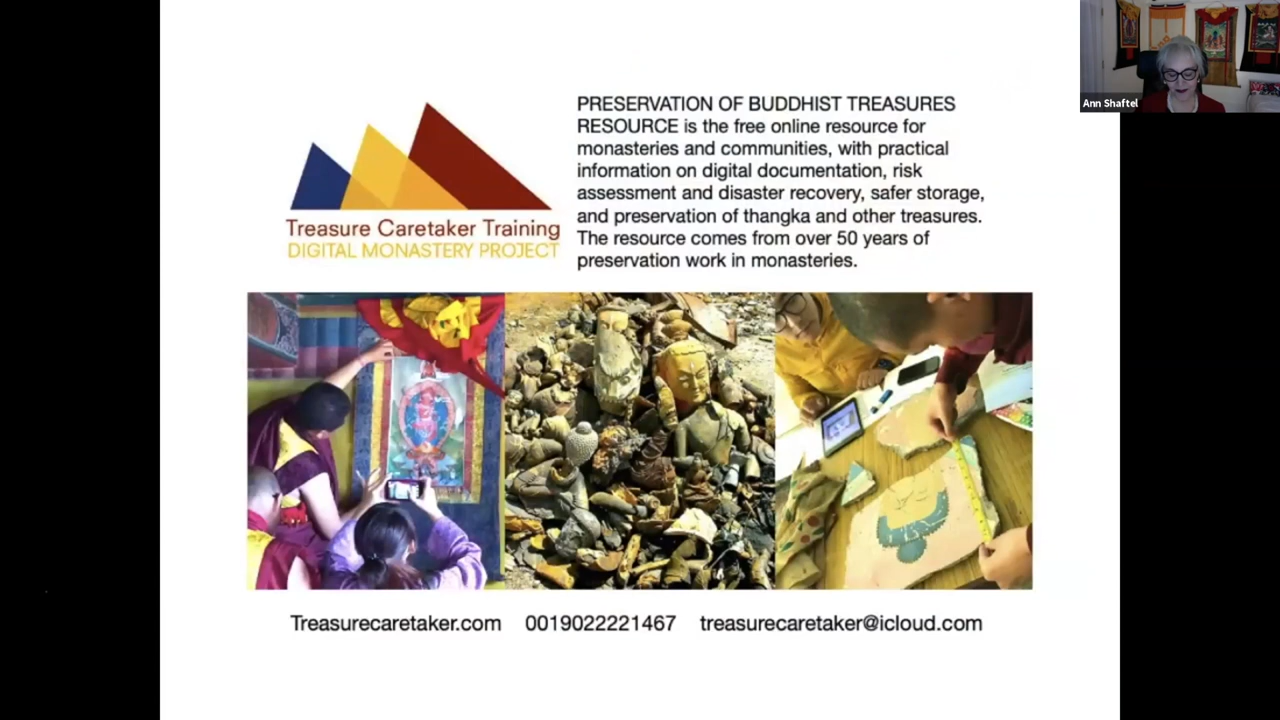 Ann Shaftel
PRESERVATION OF BUDDHIST TREASURES
RESOURCE is the free online resource for
monasteries and communities, with practical
information on digital documentation, risk
assessment and disaster recovery, safer storage,
and preservation of thangka and other treasures.
The resource comes from over 50 years of
preservation work in monasteries.
Treasure Caretaker Training
DIGITAL MONASTERY PROJECT
Treasurecaretaker.com 0019022221467 treasurecaretaker@icloud.com